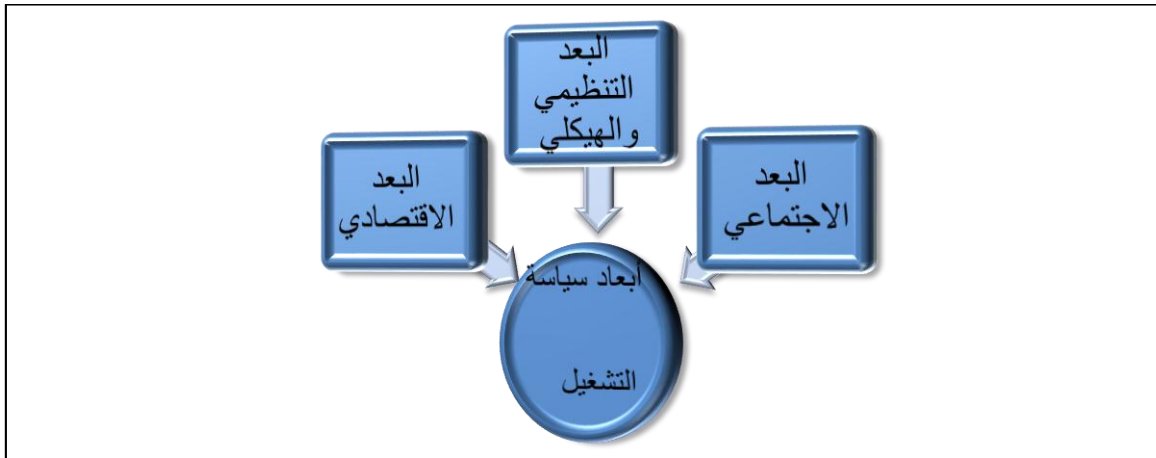 البعد
التنظيمي
والهيكلي
البعد
الاجتماعي
البعد
الاقتصادي
أبعاد سياسة
التشغيل